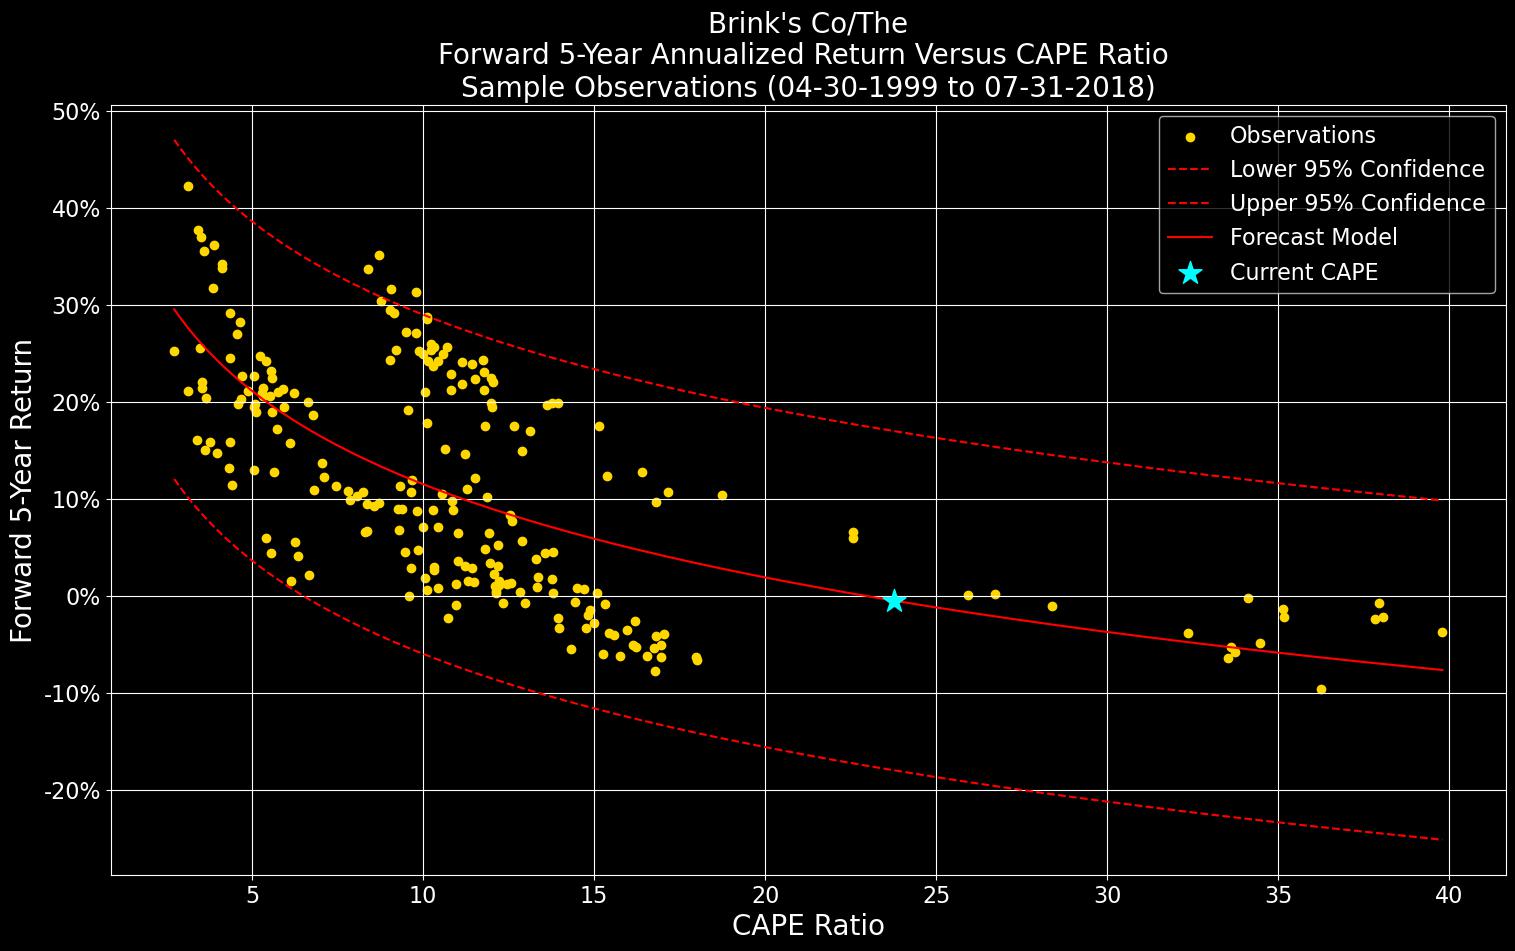 Brink's Co/The
Forward 5-Year Annualized Return Versus CAPE Ratio
Sample Observations (04-30-1999 to 07-31-2018)
50%
40%
30%
20%
10%
0%
-10%
-20%
Forward 5-Year Return
Observations
Lower 95% Confidence
Upper 95% Confidence
Forecast Model
Current CAPE
5
10
15
20
25
30
35
40
CAPE Ratio